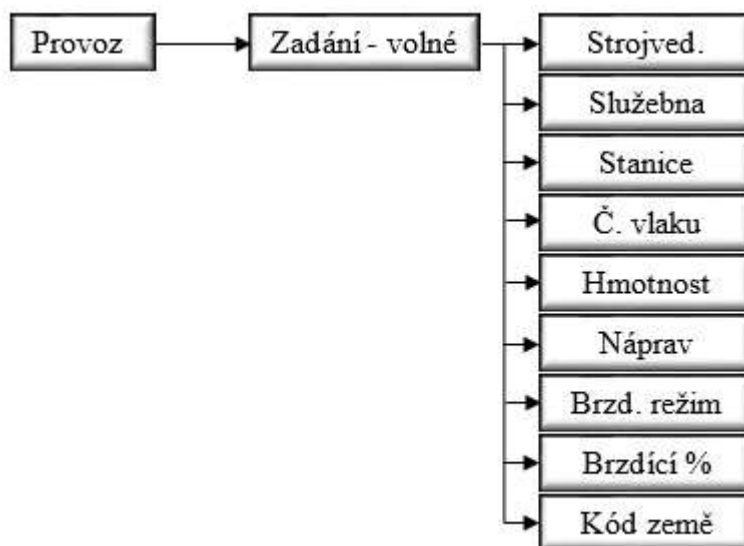 Provoz
Zadání - volné
Strojved.
Služebna
Stanice
Č. vlaku
Hmotnost
Náprav
Brzd. režim
Brzdící %
Kód země